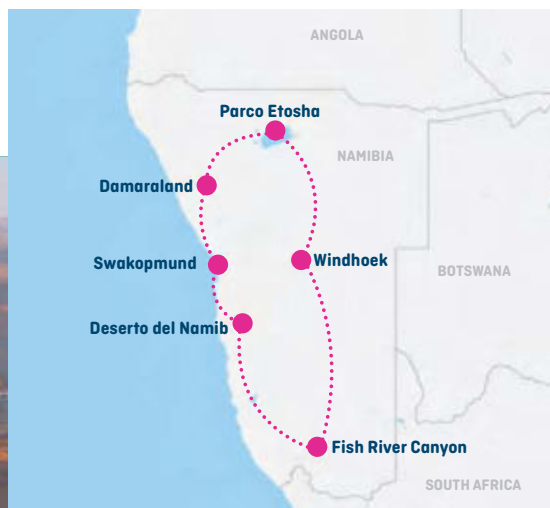 ANGOLA
Parco Etosha
NAMIBIA
Damaraland
Swakopmund
Windhoek
BOTSWANA
Deserto del Namib
Fish River Canyon
SOUTH AFRICA